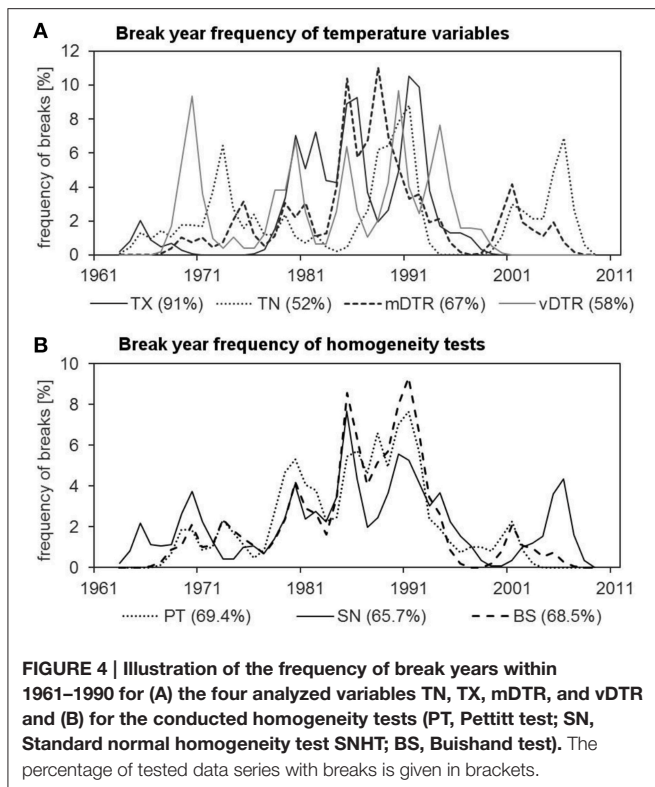 A Break year frequency of temperature variables
frequency of breaks [%]
12
10
8
6
4
2
0
1961 1971 1981 1991 2001 2011
TX (91%) TN (52%) mDTR (67%) vDTR (58%)
B Break year frequency of homogeneity tests
frequency of breaks [%]
10
8
6
4
2
0
1961 1971 1981 1991 2001 2011
PT (69.4%) SN (65.7%) BS (68.5%)
FIGURE 4 | Illustration of the frequency of break years within
1961–1990 for (A) the four analyzed variables TN, TX, mDTR, and vDTR
and (B) for the conducted homogeneity tests (PT, Pettitt test; SN,
Standard normal homogeneity test SNHT; BS, Buishand test). The
percentage of tested data series with breaks is given in brackets.